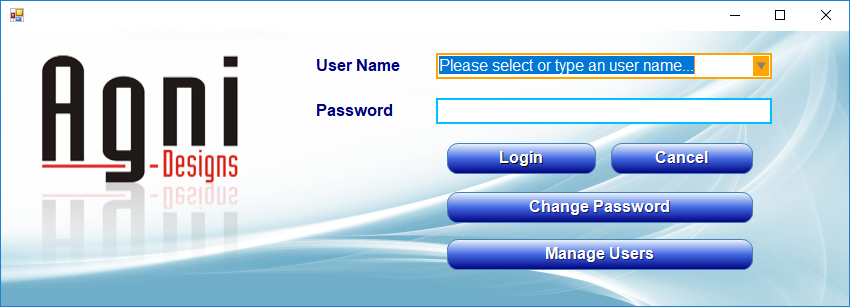 Agni
-Designs
User Name
Please select or type an user name...
Password
Login
Cancel
Change Password
Manage Users